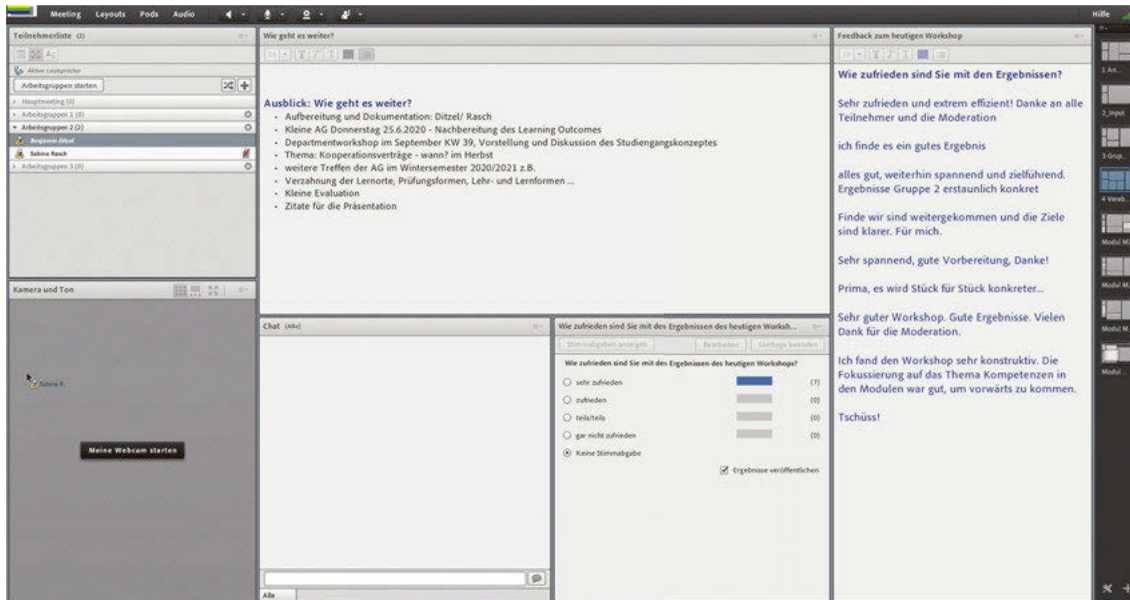 Meeting Layouts Pods Audio
Hilfe
Teilnehmerliste (2)
Aktive Lautsprecher
Arbeitsgruppen starten
Hauptmeeting (0)
Arbeitsgruppen 1 (0)
Arbeitsgruppen 2 (2)
Benjamin Ditzel
Sabine Rasch
Arbeitsgruppen 3 (0)
Kamera und Ton
Sabine R.
Meine Webcam starten
Wie geht es weiter?
Ausblick: Wie geht es weiter?
• Aufbereitung und Dokumentation: Ditzel/ Rasch
• Kleine AG Donnerstag 25.6.2020 - Nachbereitung des Learning Outcomes
• Departmentworkshop im September KW 39, Vorstellung und Diskussion des Studiengangskonzeptes
• Thema: Kooperationsverträge - wann? im Herbst
• weitere Treffen der AG im Wintersemester 2020/2021 z.B.
• Verzahnung der Lernorte, Prüfungsformen, Lehr- und Lernformen ...
• Kleine Evaluation
• Zitate für die Präsentation
Chat (Alle)
Alle
Wie zufrieden sind Sie mit den Ergebnissen des heutigen Worksh...
Stimmabgaben anzeigen Bearbeiten Umfrage beenden
Wie zufrieden sind Sie mit den Ergebnissen des heutigen Workshops?
sehr zufrieden (7)
zufrieden (0)
teils/teils (0)
gar nicht zufrieden (0)
Keine Stimmabgabe
Ergebnisse veröffentlichen
Feedback zum heutigen Workshop
Wie zufrieden sind Sie mit den Ergebnissen?
Sehr zufrieden und extrem effizient! Danke an alle
Teilnehmer und die Moderation
ich finde es ein gutes Ergebnis
alles gut, weiterhin spannend und zielführend.
Ergebnisse Gruppe 2 erstaunlich konkret
Finde wir sind weitergekommen und die Ziele
sind klarer. Für mich.
Sehr spannend, gute Vorbereitung, Danke!
Prima, es wird Stück für Stück konkreter...
Sehr guter Workshop. Gute Ergebnisse. Vielen
Dank für die Moderation.
Ich fand den Workshop sehr konstruktiv. Die
Fokussierung auf das Thema Kompetenzen in
den Modulen war gut, um vorwärts zu kommen.
Tschüss!
1 An...
2_Input
3 Grup...
4 Verab...
Modul M
Modul M
Modul M
Modul ...